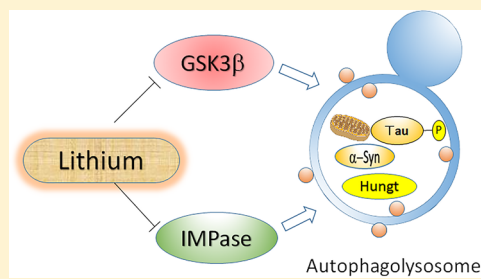 GSK3β
Lithium
Tau
P
α-Syn
Hungt
IMPase
Autophagolysosome